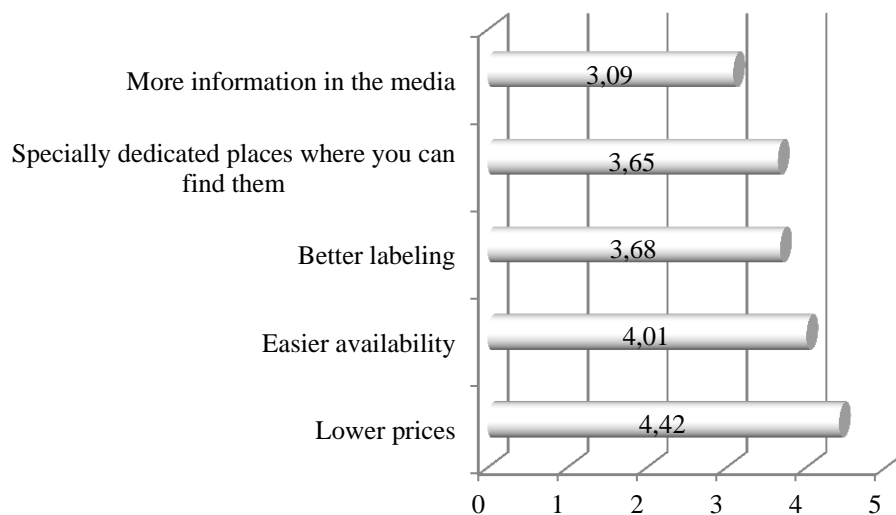 More information in the media
3,09
Specially dedicated places where you can
find them
3,65
Better labeling
3,68
Easier availability
4,01
Lower prices
4,42
0 1 2 3 4 5